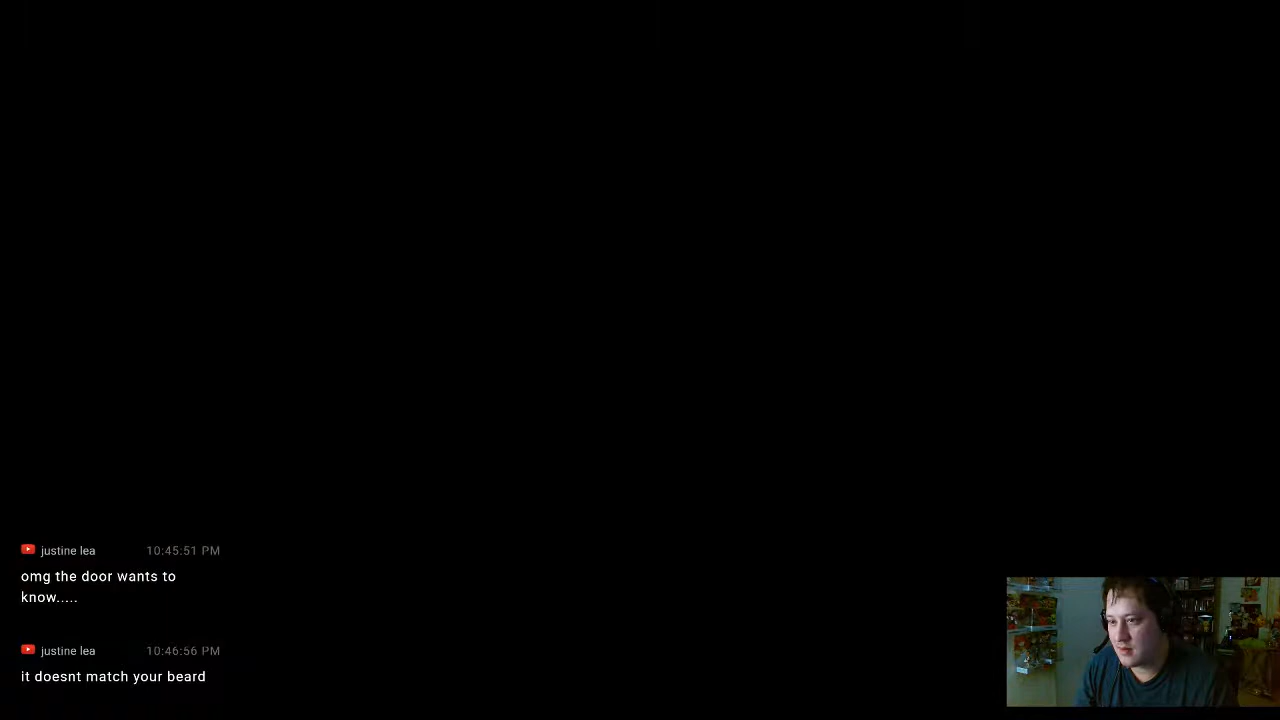 justine lea 10:45:51 PM
omg the door wants to
know.....
justine lea 10:46:56 PM
it doesnt match your beard